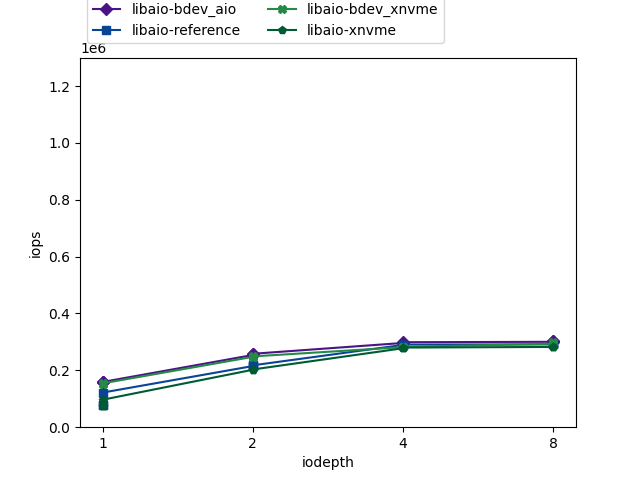 libaio-bdev_aio
libaio-reference
libaio-bdev_xnvme
libaio-xnvme
1e6
1.2
1.0
0.8
0.6
0.4
0.2
0.0
iops
1 2 4 8
iodepth